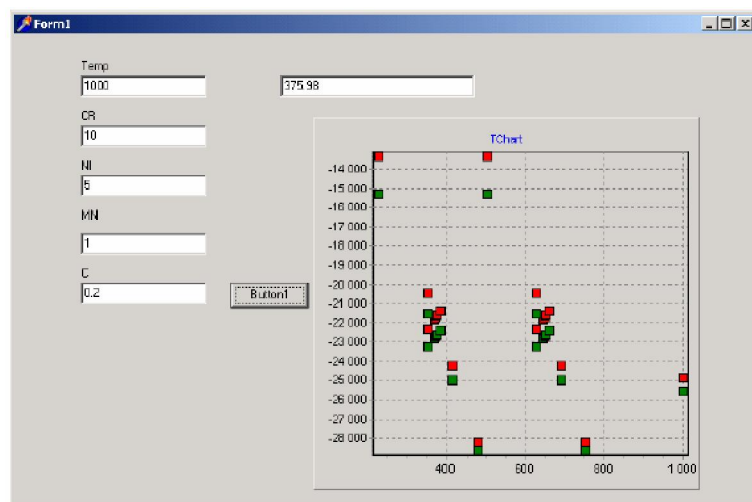 Form1
Temp
1000
375.98
CR
10
NI
5
MN
1
C
0.2
Button1
TChart
-14 000
-15 000
-16 000
-17 000
-18 000
-19 000
-20 000
-21 000
-22 000
-23 000
-24 000
-25 000
-26 000
-27 000
-28 000
400 600 800 1 000